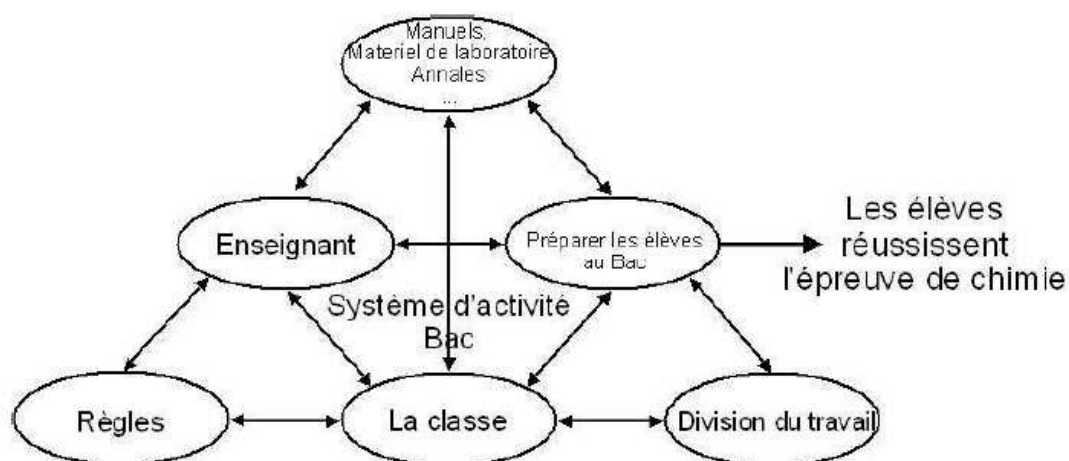 Manuels,
Materiel de laboratoire
Annales
...
Enseignant
Préparer les élèves
au Bac
Les élèves
réussissent
l'épreuve de chimie
Système d'activité
Bac
Règles
La classe
Division du travail